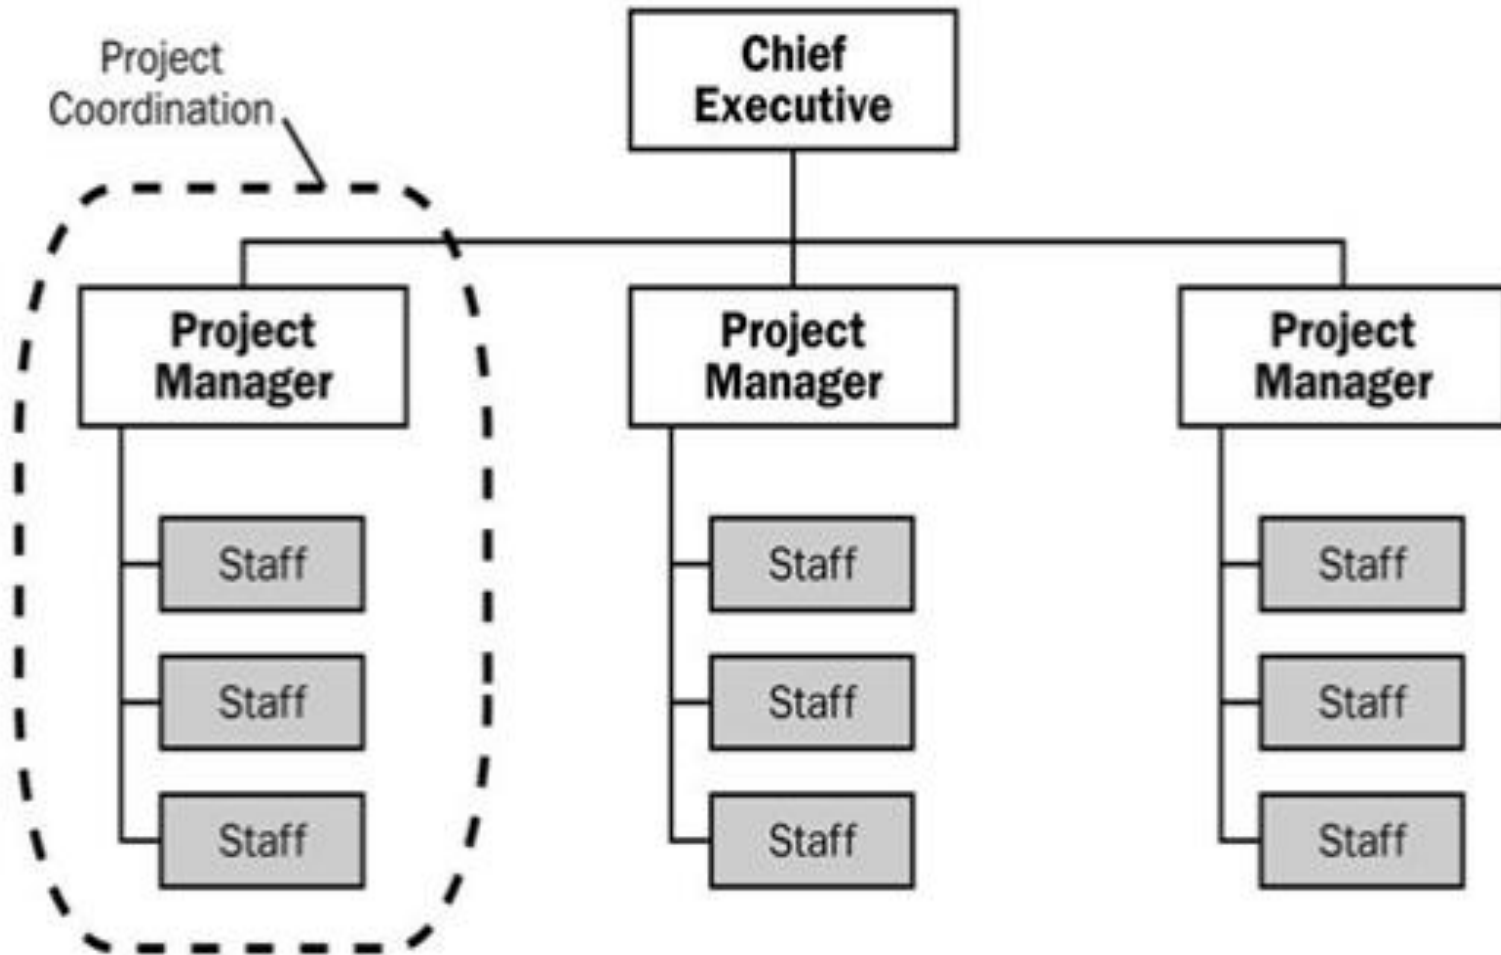 Project
Coordination
Chief
Executive
Project
Manager
Project
Manager
Project
Manager
Staff
Staff
Staff
Staff
Staff
Staff
Staff
Staff
Staff